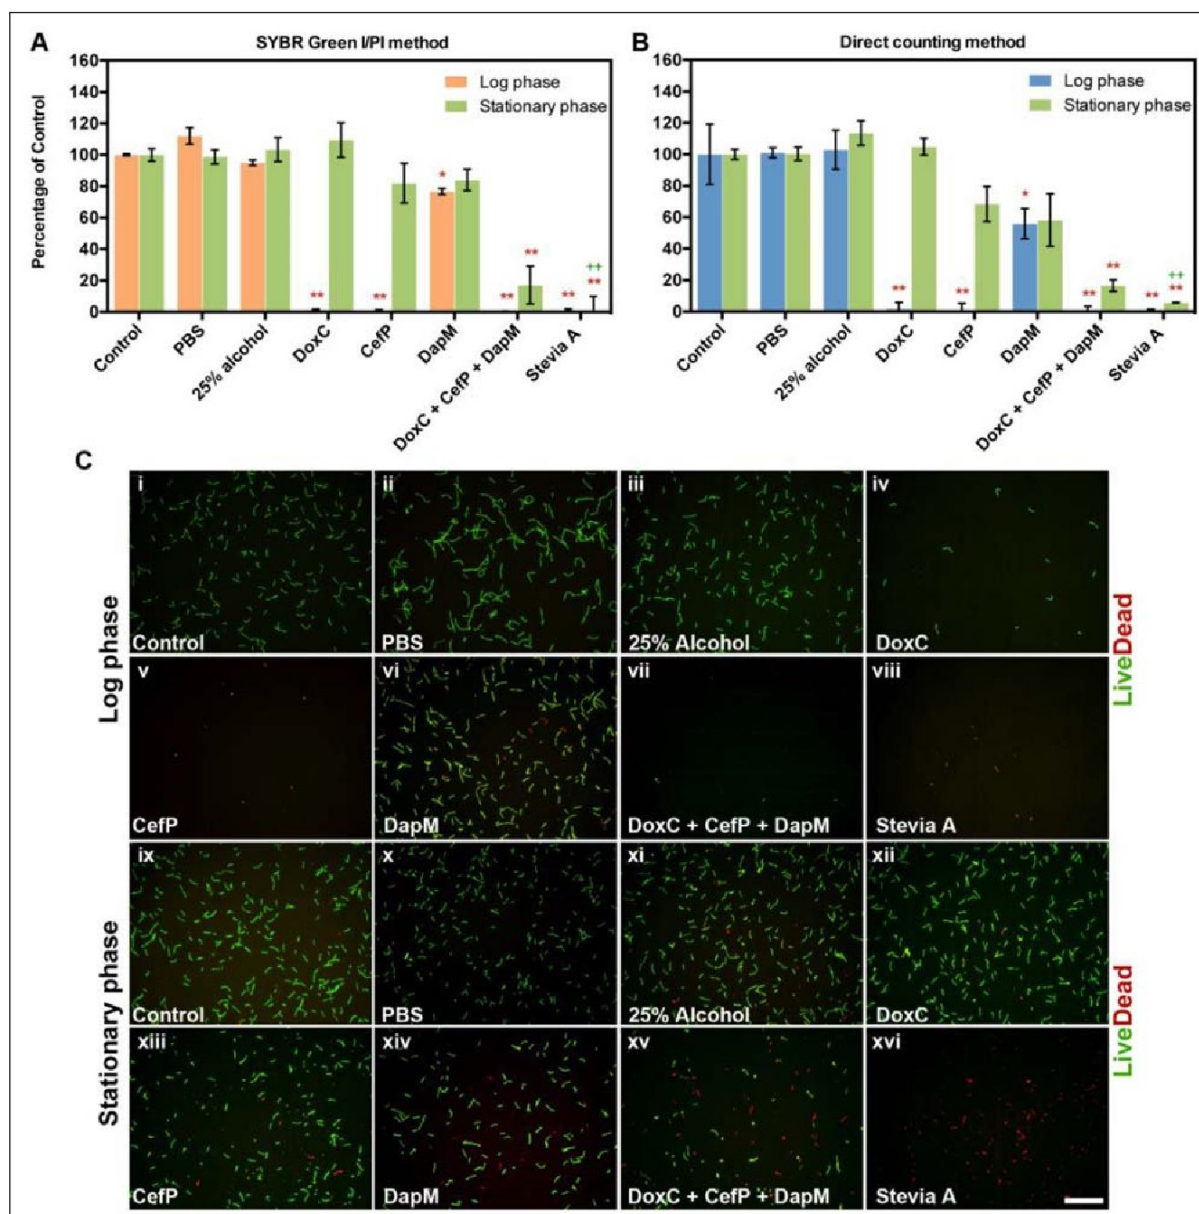 A
SYBR Green I/PI method
Percentage of Control
160
140
120
100
80
60
40
20
0
Log phase
Stationary phase
*
**
**
**
**
**
++
**
Control
PBS
25% alcohol
DoxC
CefP
DapM
DoxC + CefP + DapM
Stevia A
B
Direct counting method
160
140
120
100
80
60
40
20
0
Log phase
Stationary phase
*
**
**
**
**
**
++
**
Control
PBS
25% alcohol
DoxC
CefP
DapM
DoxC + CefP + DapM
Stevia A
C
Log phase
i
Control
ii
PBS
iii
25% Alcohol
iv
DoxC
v
CefP
vi
DapM
vii
DoxC + CefP + DapM
viii
Stevia A
LiveDead
Stationary phase
ix
Control
x
PBS
xi
25% Alcohol
xii
DoxC
xiii
CefP
xiv
DapM
xv
DoxC + CefP + DapM
xvi
Stevia A
LiveDead